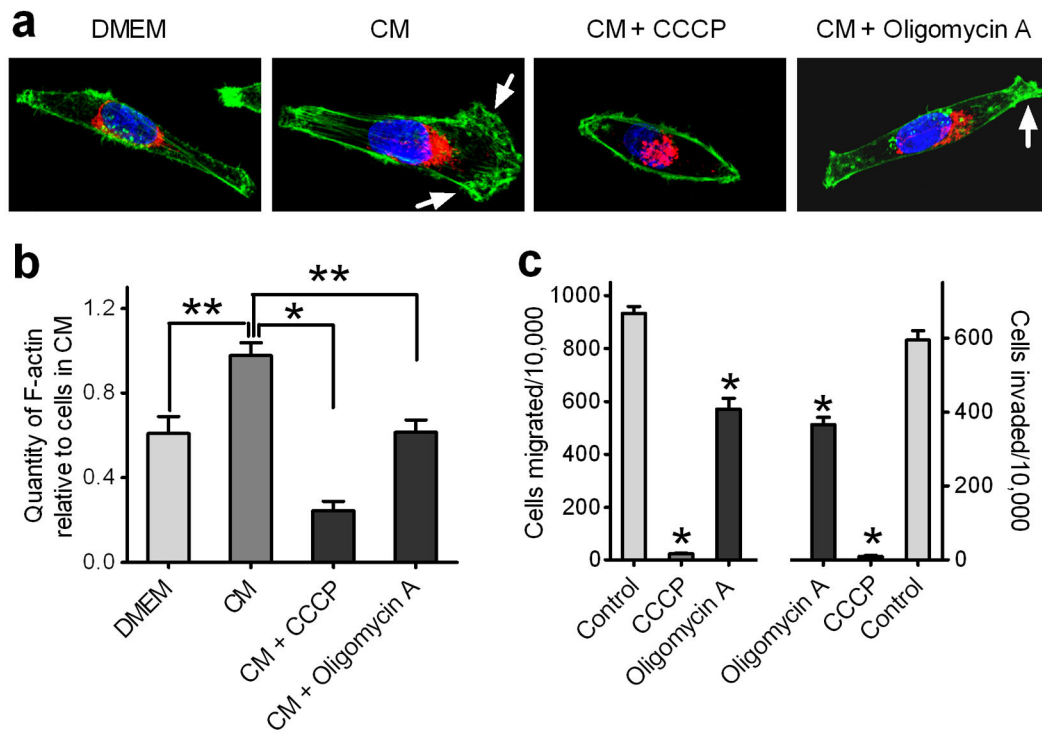 a
DMEM
CM
CM + CCCP
CM + Oligomycin A
b
Quantity of F-actin
relative to cells in CM
1.2
0.8
0.4
0.0
**
*
**
DMEM
CM
CM + CCCP
CM + Oligomycin A
c
Cells migrated/10,000
1000
800
600
400
200
0
*
*
*
*
Control
CCCP
Oligomycin A
Oligomycin A
CCCP
Control
600
400
200
0
Cells invaded/10,000